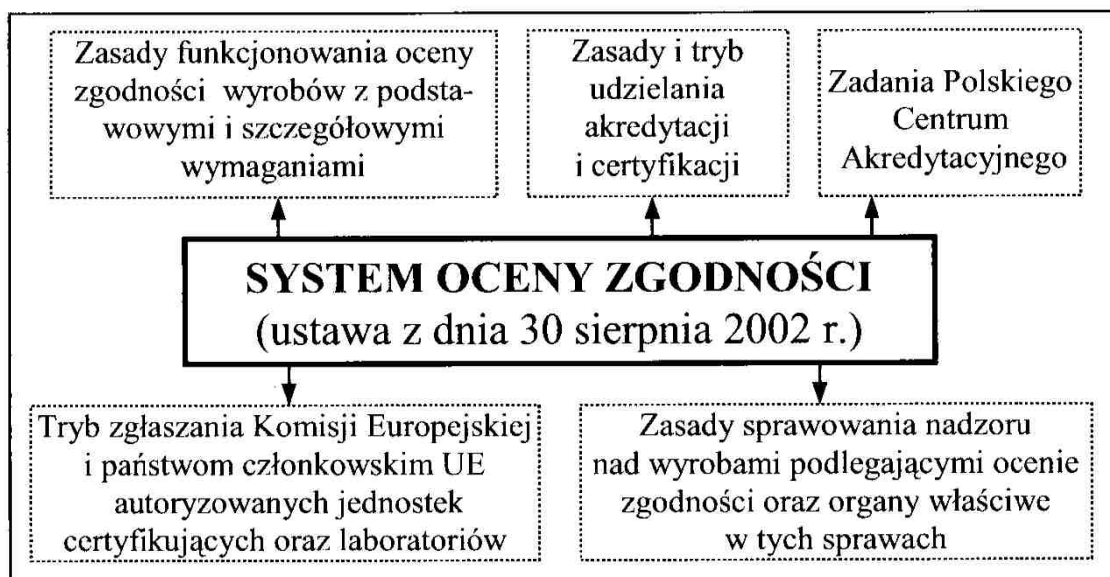 Zasady funkcjonowania oceny
zgodności wyrobów z podsta-
wowymi i szczegółowymi
wymaganiami
Zasady i tryb
udzielania
akredytacji
i certyfikacji
Zadania Polskiego
Centrum
Akredytacyjnego
SYSTEM OCENY ZGODNOŚCI
(ustawa z dnia 30 sierpnia 2002 r.)
Tryb zgłaszania Komisji Europejskiej
i państwom członkowskim UE
autoryzowanych jednostek
certyfikujących oraz laboratoriów
Zasady sprawowania nadzoru
nad wyrobami podlegającymi ocenie
zgodności oraz organy właściwe
w tych sprawach